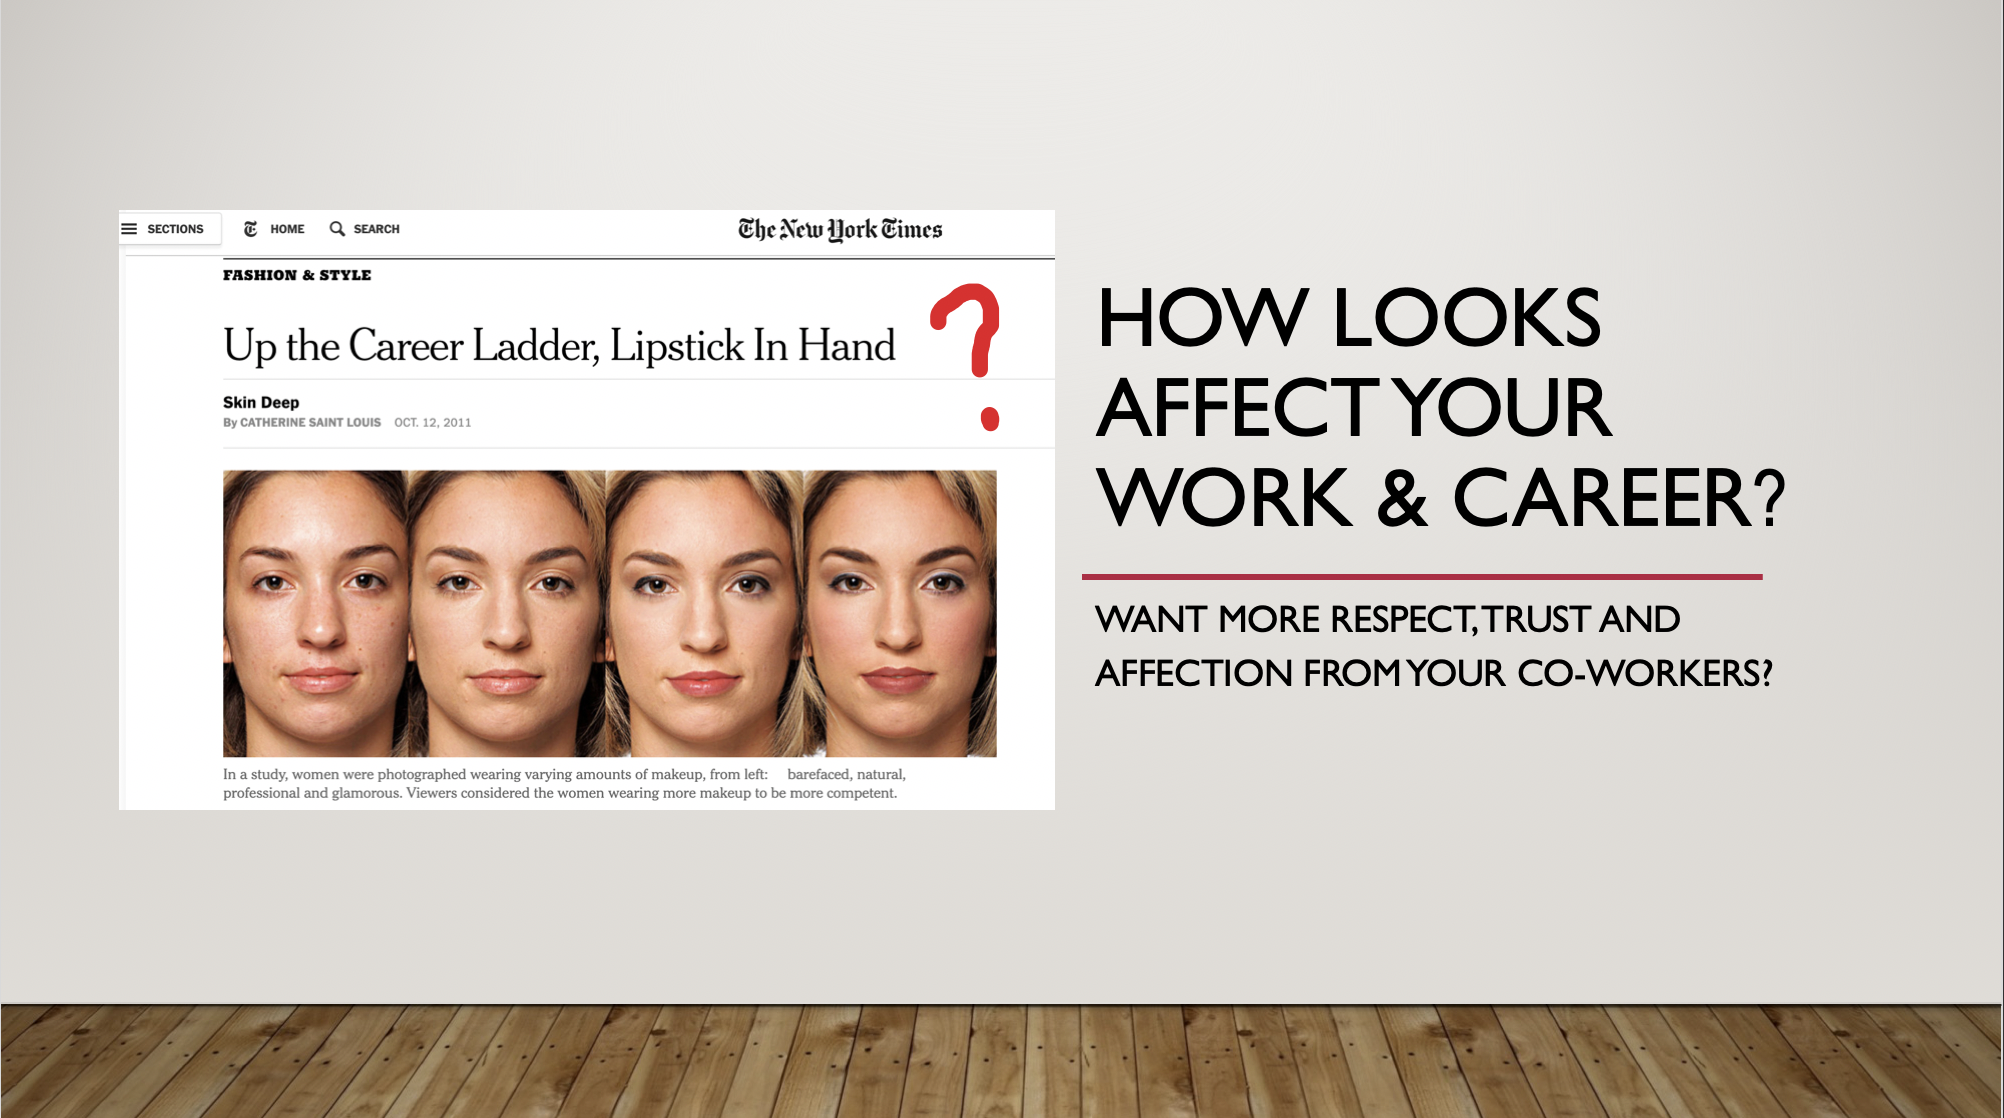 SECTIONS HOME SEARCH The New York Times
FASHION & STYLE
Up the Career Ladder, Lipstick In Hand ?
Skin Deep
By CATHERINE SAINT LOUIS OCT. 12, 2011
In a study, women were photographed wearing varying amounts of makeup, from left: barefaced, natural,
professional and glamorous. Viewers considered the women wearing more makeup to be more competent.
HOW LOOKS
AFFECT YOUR
WORK & CAREER?
WANT MORE RESPECT, TRUST AND
AFFECTION FROM YOUR CO-WORKERS?